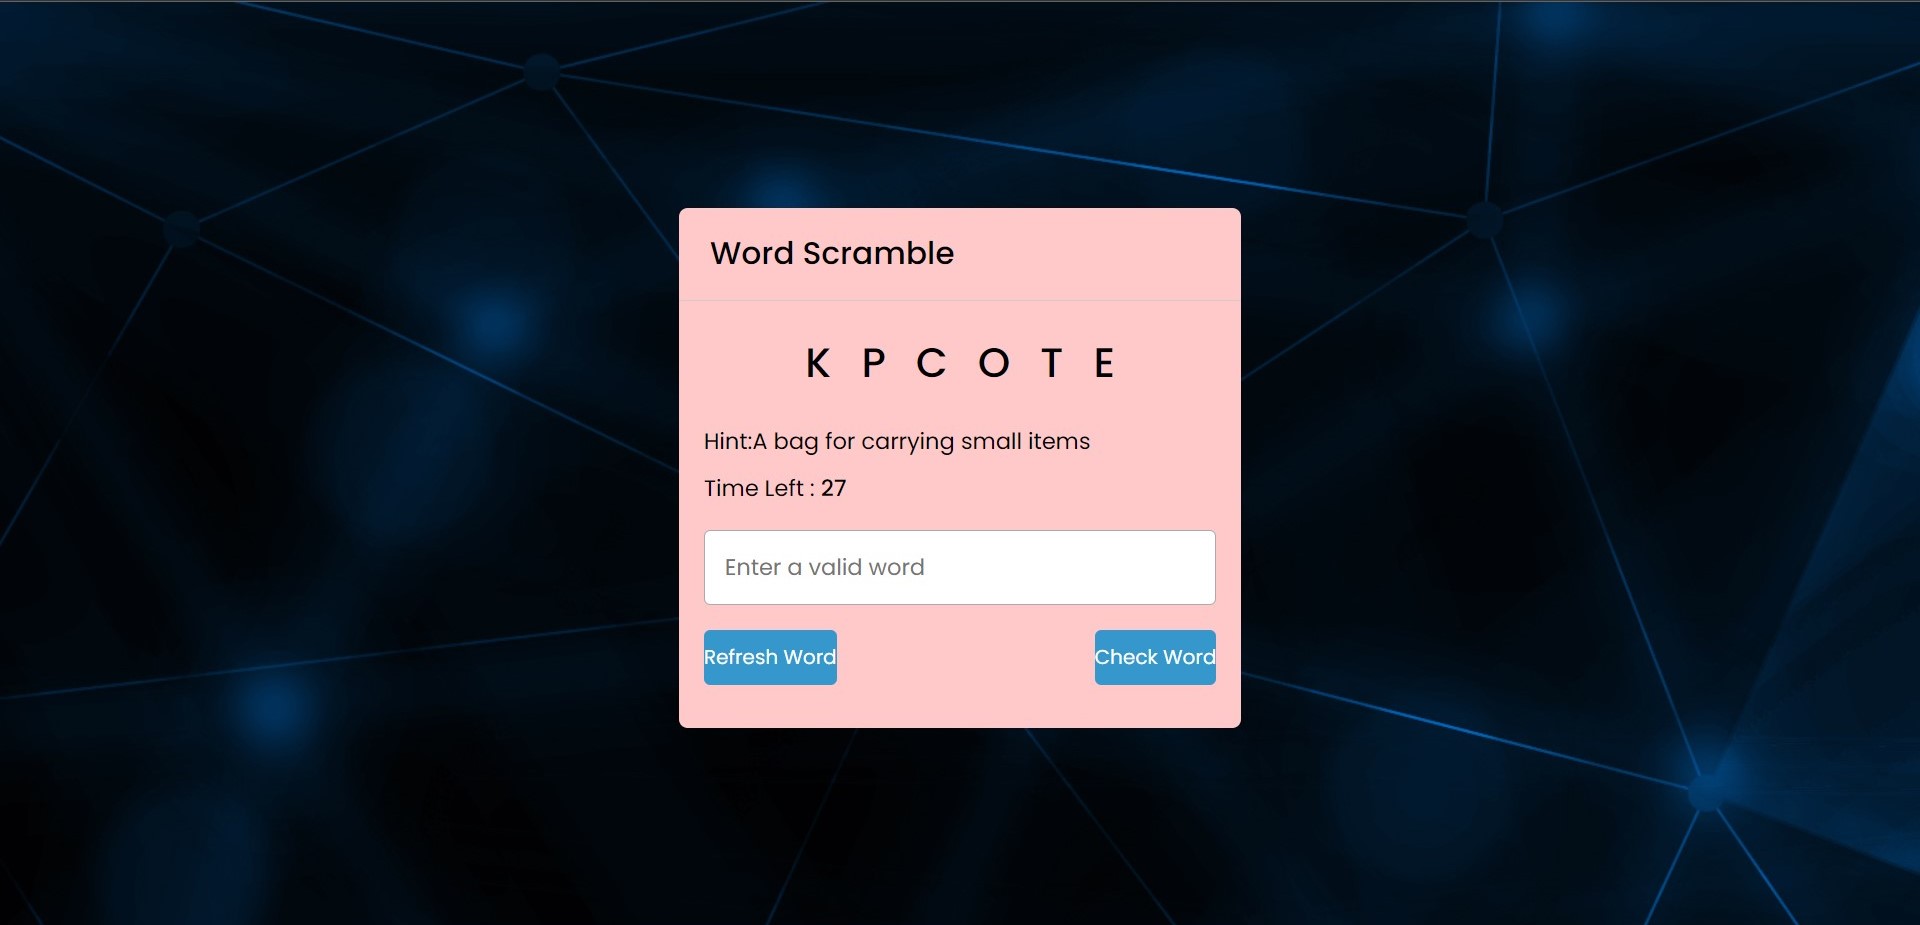 Word Scramble
K P C O T E
Hint:A bag for carrying small items
Time Left : 27
Enter a valid word
Refresh Word
Check Word